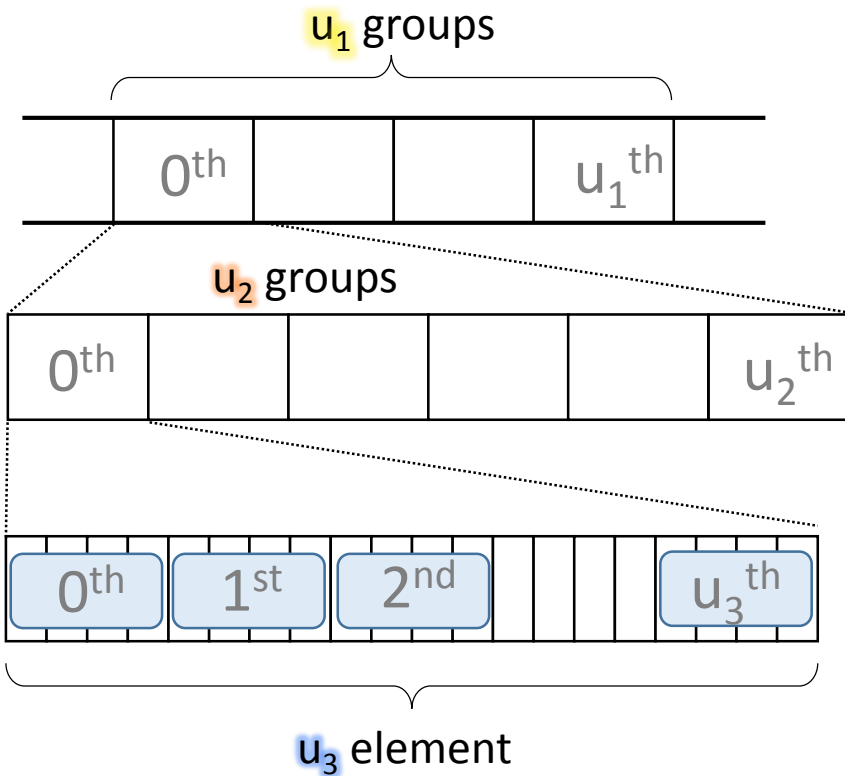 u₁ groups
0ᵗʰ u₁ᵗʰ
u₂ groups
0ᵗʰ u₂ᵗʰ
0ᵗʰ 1ˢᵗ 2ⁿᵈ u₃ᵗʰ
u₃ element